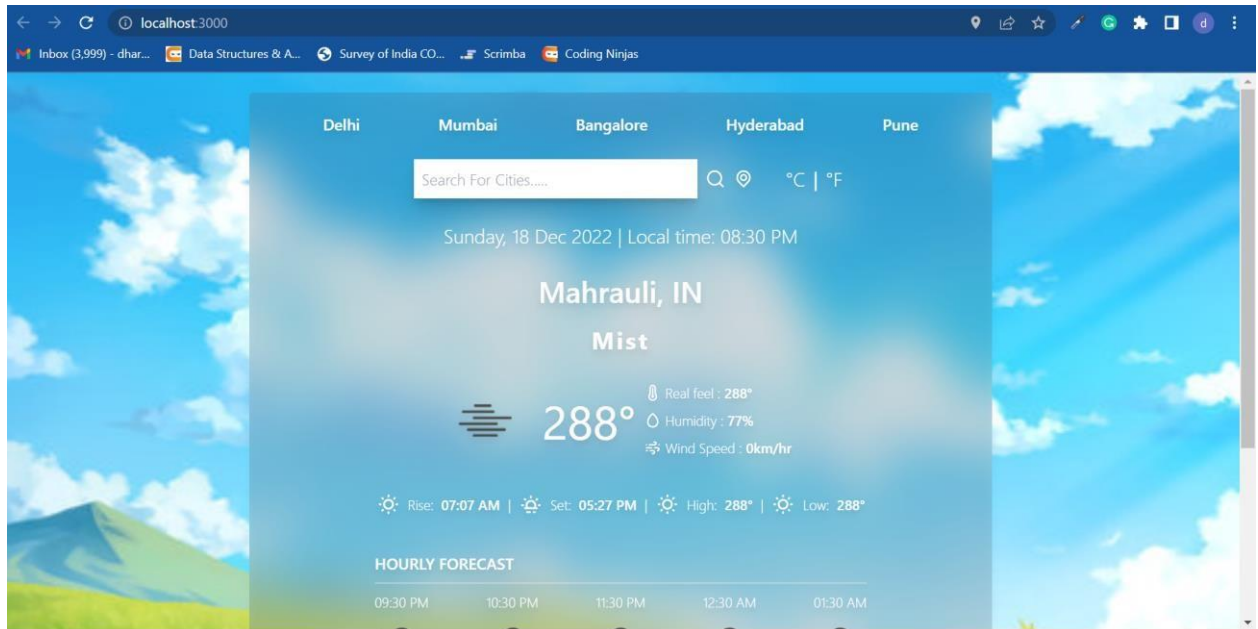 localhost:3000
d
Inbox (3,999) - dhar... Data Structures & A... Survey of India CO... Scrimba Coding Ninjas
Delhi Mumbai Bangalore Hyderabad Pune
Search For Cities..... °C | °F
Sunday, 18 Dec 2022 | Local time: 08:30 PM
Mahrauli, IN
Mist
288°
Real feel : 288°
Humidity : 77%
Wind Speed : 0km/hr
Rise: 07:07 AM | Set: 05:27 PM | High: 288° | Low: 288°
HOURLY FORECAST
09:30 PM 10:30 PM 11:30 PM 12:30 AM 01:30 AM